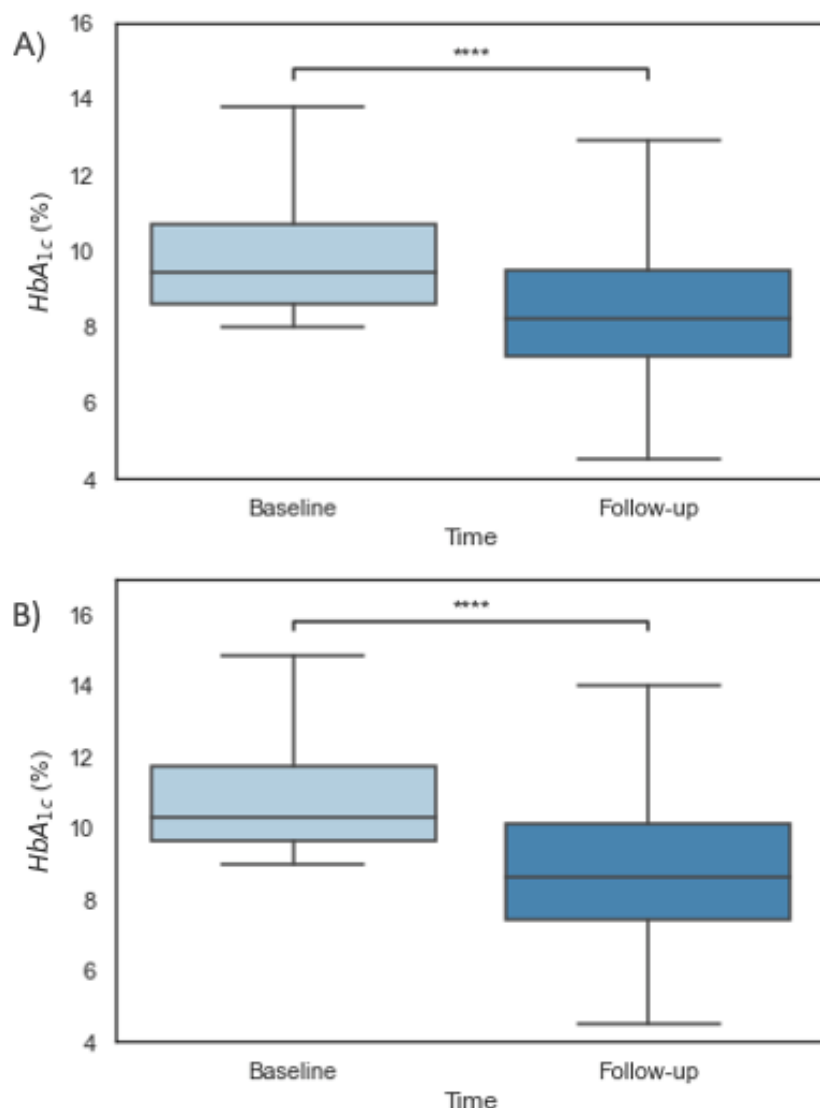 A)
16
****
14
12
HbA1c (%)
10
8
6
4
Baseline Follow-up
Time
B)
16
****
14
12
HbA1c (%)
10
8
6
4
Baseline Follow-up
Time